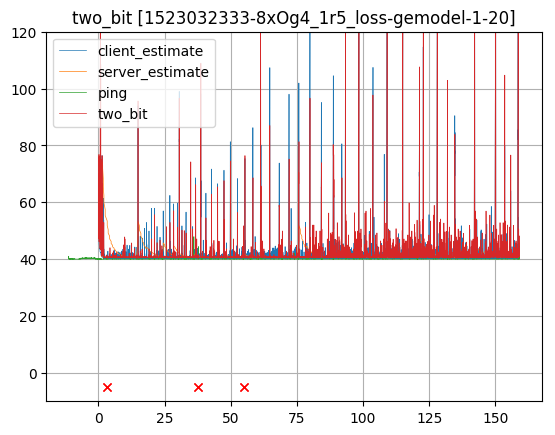 two_bit [1523032333-8xOg4_1r5_loss-gemodel-1-20]
120
100
80
60
40
20
0
client_estimate
server_estimate
ping
two_bit
0 25 50 75 100 125 150